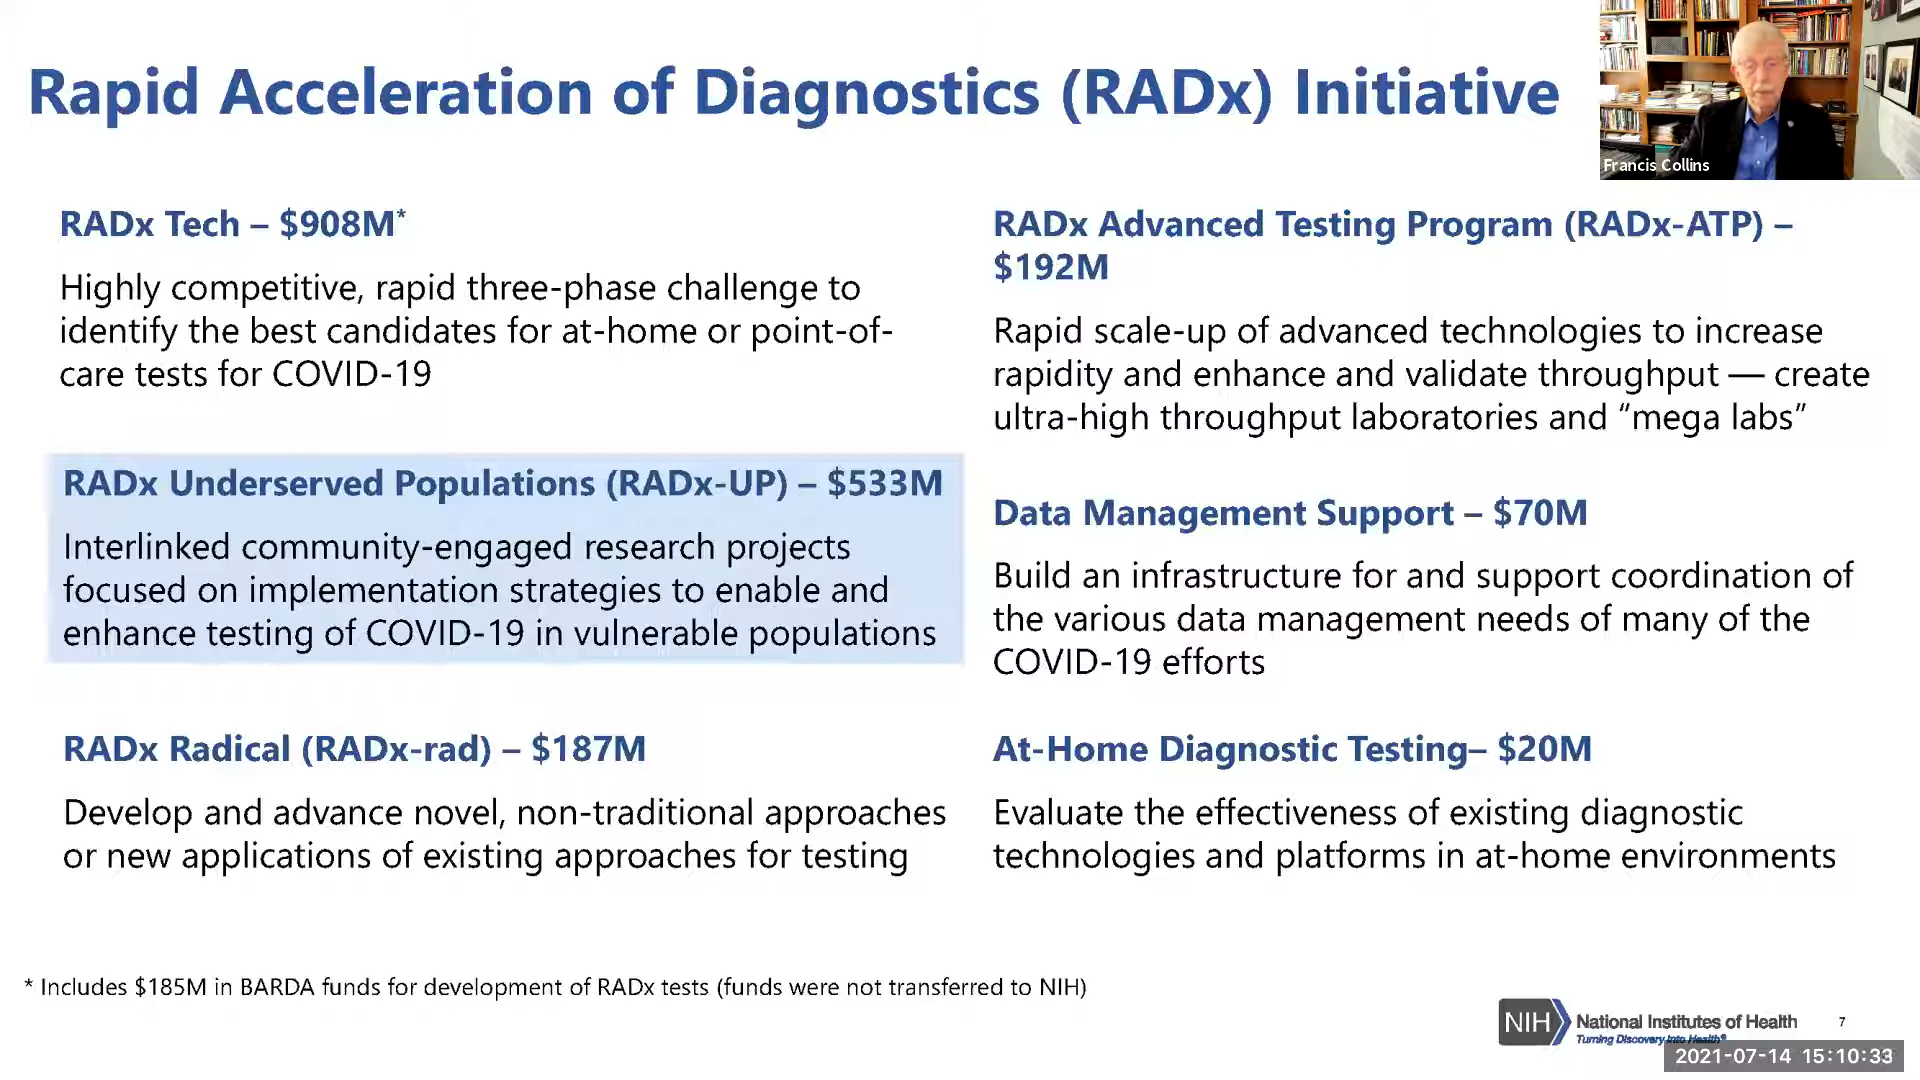 Rapid Acceleration of Diagnostics (RADx) Initiative
Francis Collins
RADx Tech – $908M*
Highly competitive, rapid three-phase challenge to
identify the best candidates for at-home or point-of-
care tests for COVID-19
RADx Underserved Populations (RADx-UP) – $533M
Interlinked community-engaged research projects
focused on implementation strategies to enable and
enhance testing of COVID-19 in vulnerable populations
RADx Radical (RADx-rad) – $187M
Develop and advance novel, non-traditional approaches
or new applications of existing approaches for testing
RADx Advanced Testing Program (RADx-ATP) –
$192M
Rapid scale-up of advanced technologies to increase
rapidity and enhance and validate throughput — create
ultra-high throughput laboratories and “mega labs”
Data Management Support – $70M
Build an infrastructure for and support coordination of
the various data management needs of many of the
COVID-19 efforts
At-Home Diagnostic Testing– $20M
Evaluate the effectiveness of existing diagnostic
technologies and platforms in at-home environments
* Includes $185M in BARDA funds for development of RADx tests (funds were not transferred to NIH)
NIH National Institutes of Health
Turning Discovery Into Health®
7
2021-07-14 15:10:33